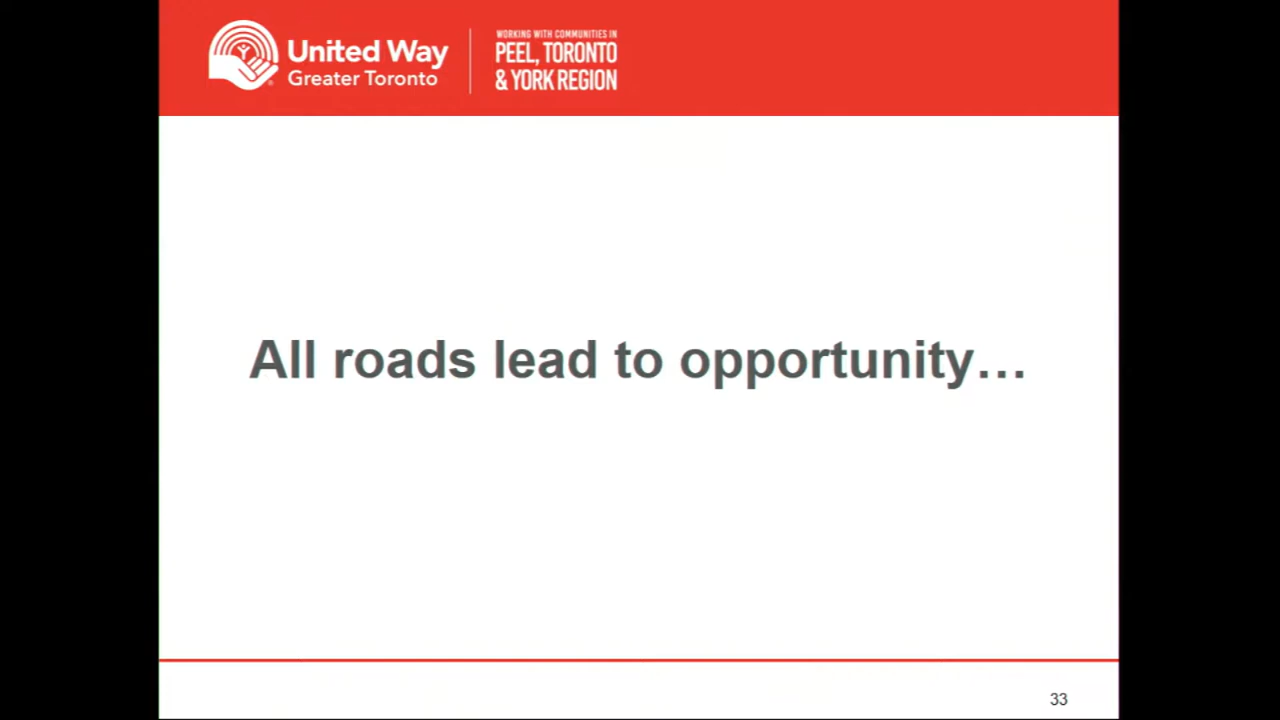 United Way
Greater Toronto
WORKING WITH COMMUNITIES IN
PEEL, TORONTO
& YORK REGION
All roads lead to opportunity…
33